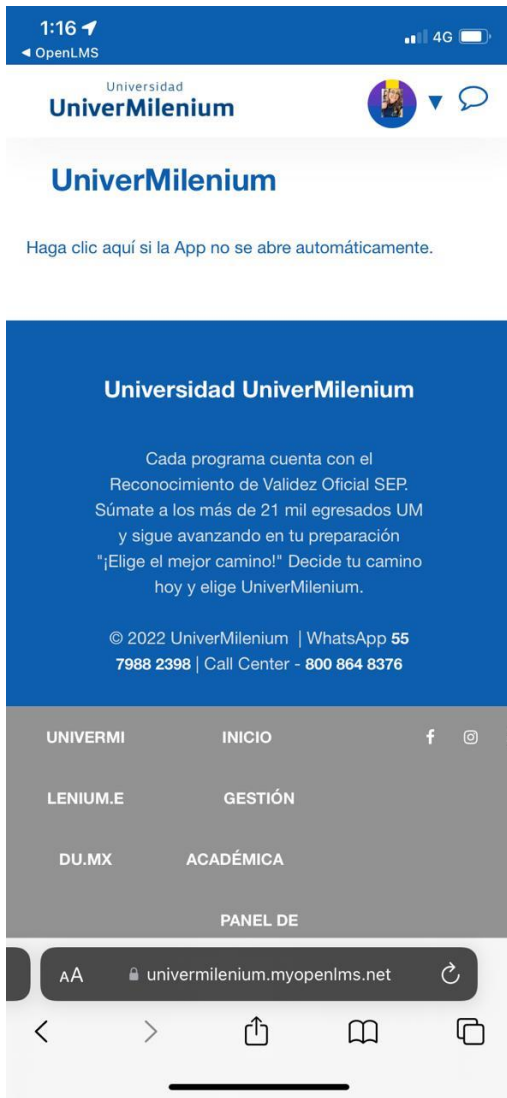 1:16
4G
◀ OpenLMS
Universidad
UniverMilenium
UniverMilenium
Haga clic aquí si la App no se abre automáticamente.
Universidad UniverMilenium
Cada programa cuenta con el
Reconocimiento de Validez Oficial SEP.
Súmate a los más de 21 mil egresados UM
y sigue avanzando en tu preparación
"¡Elige el mejor camino!" Decide tu camino
hoy y elige UniverMilenium.
© 2022 UniverMilenium | WhatsApp 55
7988 2398 | Call Center - 800 864 8376
UNIVERMI
LENIUM.E
DU.MX
INICIO
GESTIÓN
ACADÉMICA
PANEL DE
AA
univermilenium.myopenlms.net